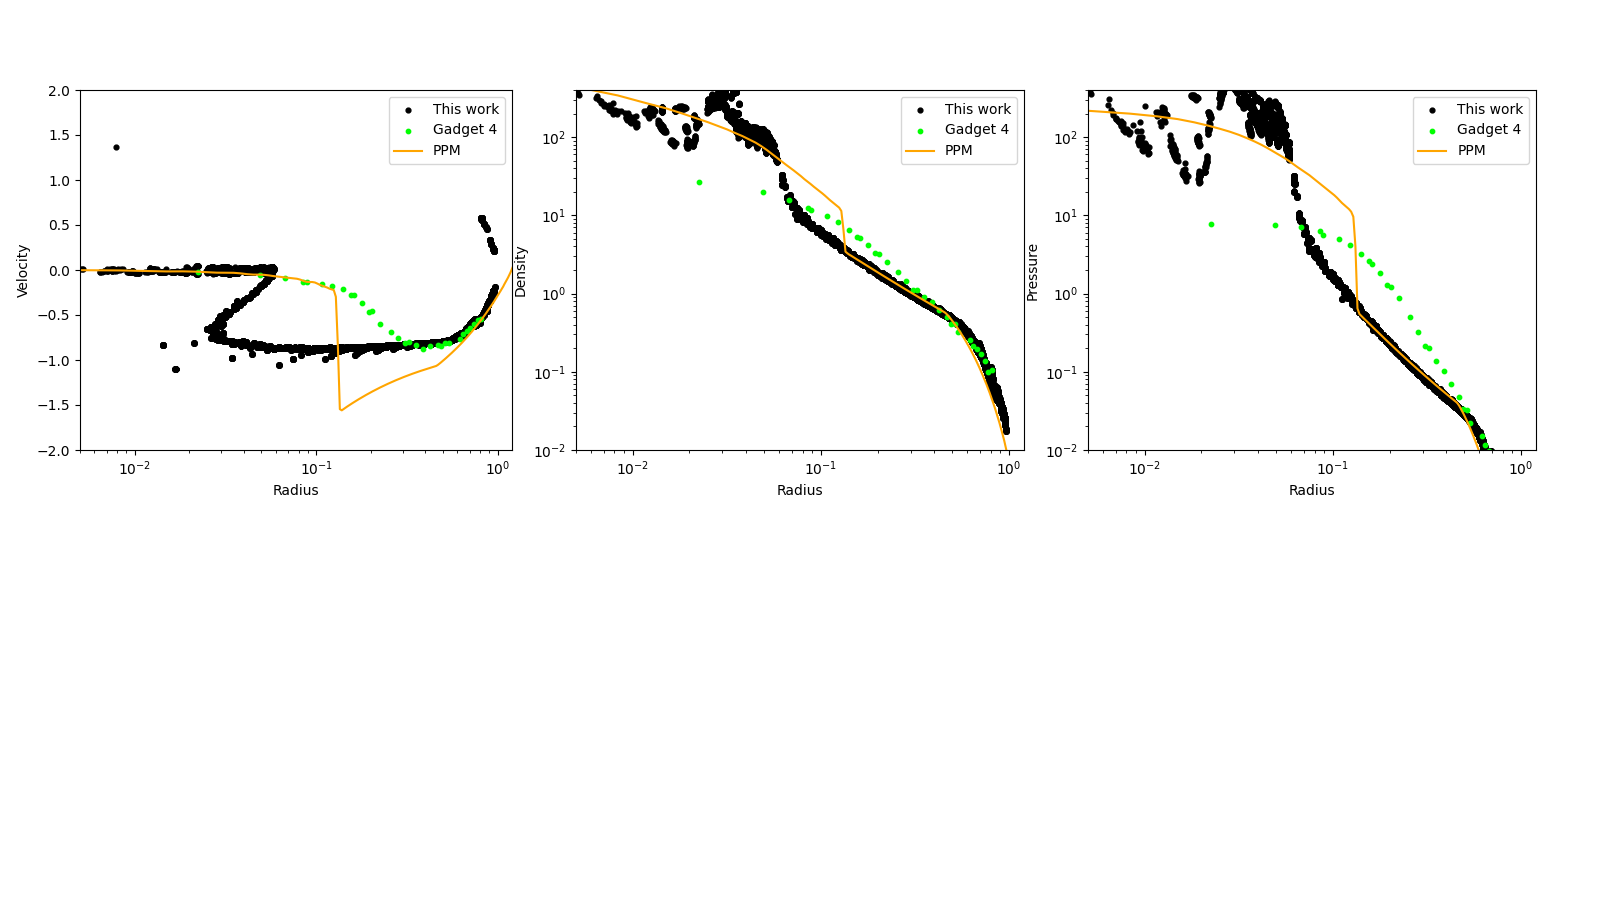 2.0
1.5
1.0
0.5
0.0
−0.5
−1.0
−1.5
−2.0
Velocity
10⁻²
10⁻¹
10⁰
Radius
This work
Gadget 4
PPM
10²
10¹
10⁰
10⁻¹
10⁻²
Density
10⁻²
10⁻¹
10⁰
Radius
This work
Gadget 4
PPM
10²
10¹
10⁰
10⁻¹
10⁻²
Pressure
10⁻²
10⁻¹
10⁰
Radius
This work
Gadget 4
PPM